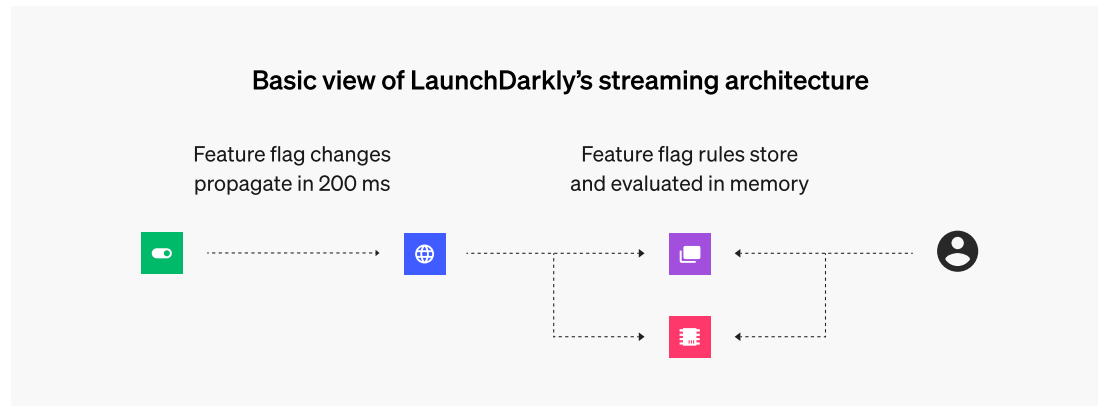 Basic view of LaunchDarkly’s streaming architecture
Feature flag changes
propagate in 200 ms
Feature flag rules store
and evaluated in memory